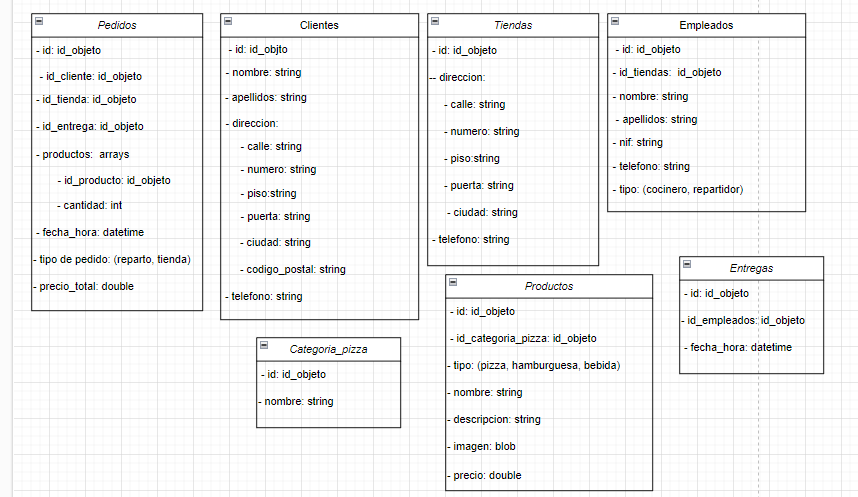 Pedidos
- id: id_objeto
- id_cliente: id_objeto
- id_tienda: id_objeto
- id_entrega: id_objeto
- productos: arrays
- id_producto: id_objeto
- cantidad: int
- fecha_hora: datetime
- tipo de pedido: (reparto, tienda)
- precio_total: double
Clientes
- id: id_objto
- nombre: string
- apellidos: string
- direccion:
- calle: string
- numero: string
- piso:string
- puerta: string
- ciudad: string
- codigo_postal: string
- telefono: string
Tiendas
- id: id_objeto
-- direccion:
- calle: string
- numero: string
- piso:string
- puerta: string
- ciudad: string
- telefono: string
Empleados
- id: id_objeto
- id_tiendas: id_objeto
- nombre: string
- apellidos: string
- nif: string
- telefono: string
- tipo: (cocinero, repartidor)
Categoria_pizza
- id: id_objeto
- nombre: string
Productos
- id: id_objeto
- id_categoria_pizza: id_objeto
- tipo: (pizza, hamburguesa, bebida)
- nombre: string
- descripcion: string
- imagen: blob
- precio: double
Entregas
- id: id_objeto
- id_empleados: id_objeto
- fecha_hora: datetime